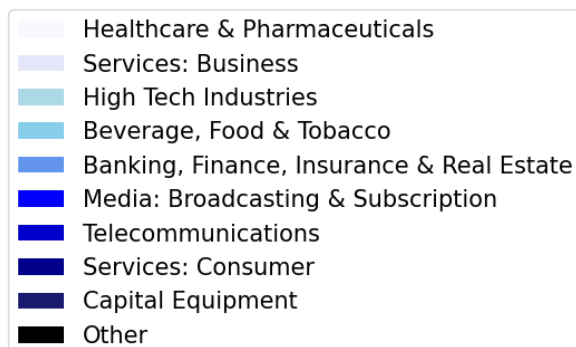 Healthcare & Pharmaceuticals
Services: Business
High Tech Industries
Beverage, Food & Tobacco
Banking, Finance, Insurance & Real Estate
Media: Broadcasting & Subscription
Telecommunications
Services: Consumer
Capital Equipment
Other